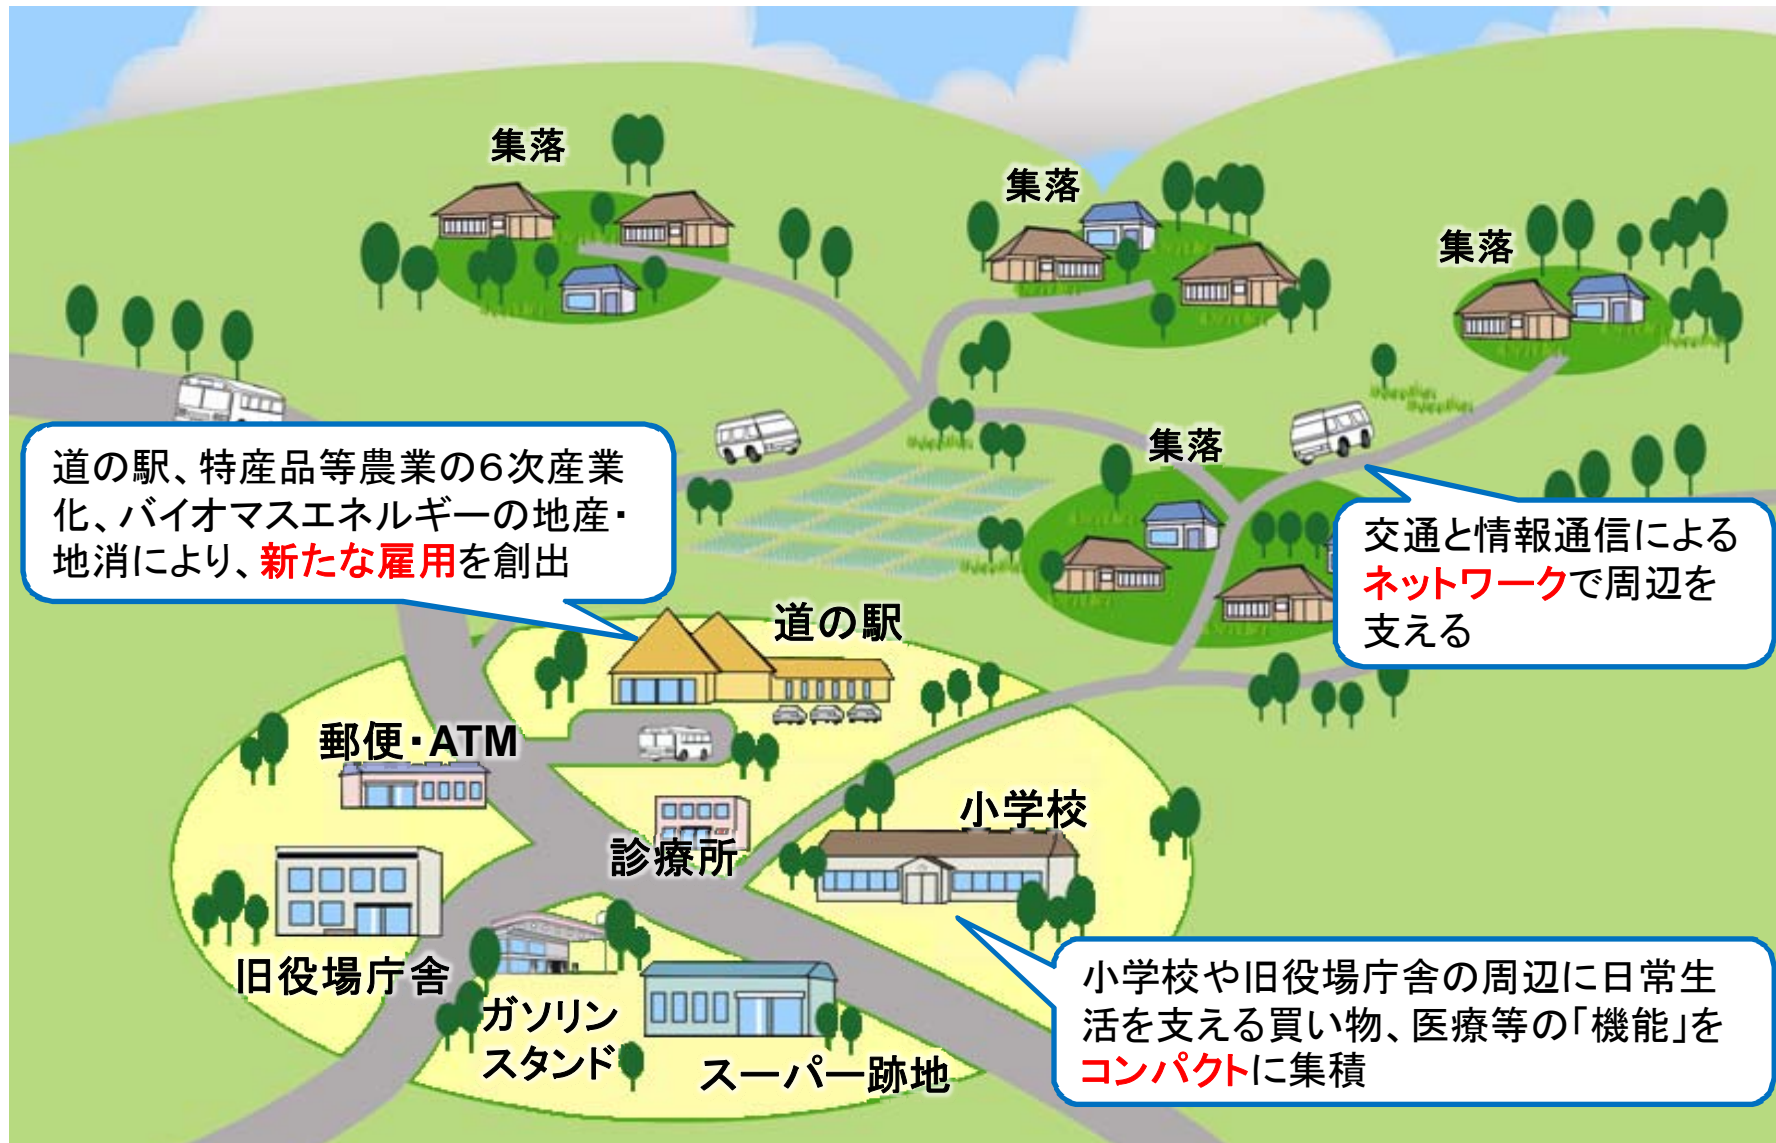 集落
集落
集落
集落
道の駅、特産品等農業の6次産業
化、バイオマスエネルギーの地産・
地消により、新たな雇用を創出
交通と情報通信による
ネットワークで周辺を
支える
道の駅
郵便・ATM
小学校
診療所
旧役場庁舎
ガソリン
スタンド
スーパー跡地
小学校や旧役場庁舎の周辺に日常生
活を支える買い物、医療等の「機能」を
コンパクトに集積